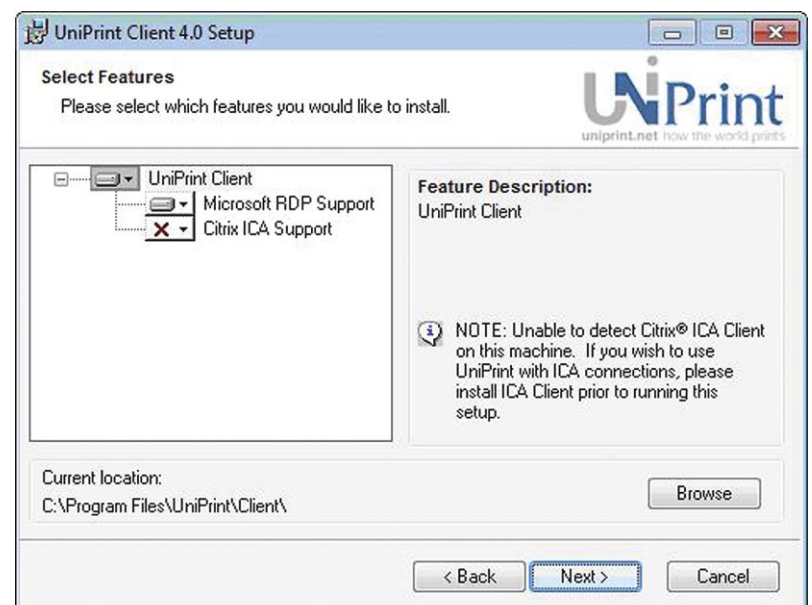 UniPrint Client 4.0 Setup
Select Features
Please select which features you would like to install.
UNiPrint
uniprint.net how the world prints
UniPrint Client
Microsoft RDP Support
Citrix ICA Support
Feature Description:
UniPrint Client
NOTE: Unable to detect Citrix® ICA Client
on this machine. If you wish to use
UniPrint with ICA connections, please
install ICA Client prior to running this
setup.
Current location:
C:\Program Files\UniPrint\Client\
Browse
< Back
Next >
Cancel